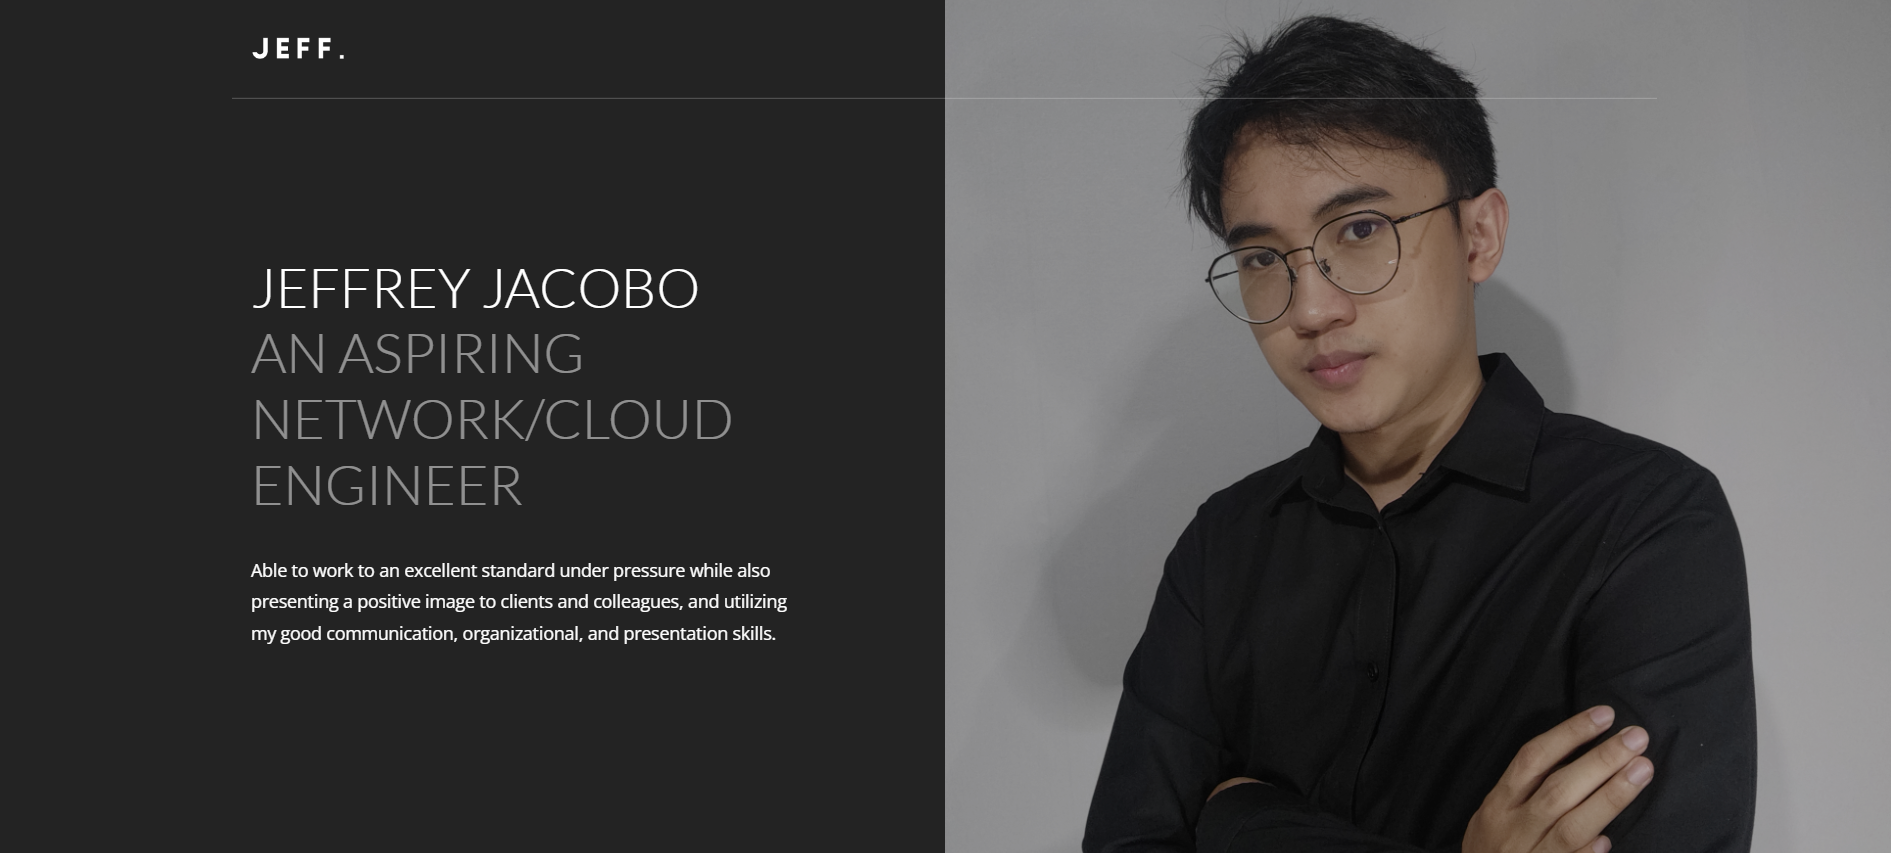 JEFF.
JEFFREY JACOBO
AN ASPIRING
NETWORK/CLOUD
ENGINEER
Able to work to an excellent standard under pressure while also
presenting a positive image to clients and colleagues, and utilizing
my good communication, organizational, and presentation skills.